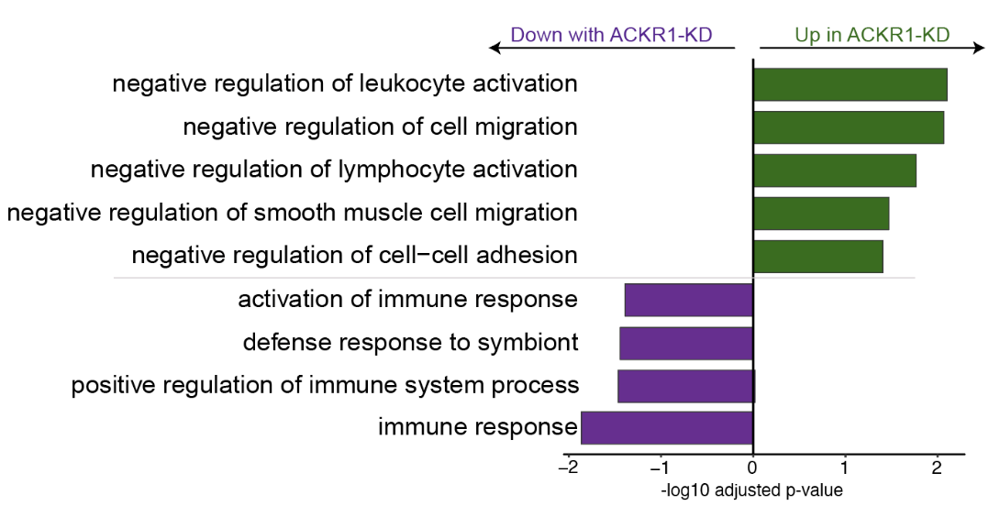 Down with ACKR1-KD
Up in ACKR1-KD
negative regulation of leukocyte activation
negative regulation of cell migration
negative regulation of lymphocyte activation
negative regulation of smooth muscle cell migration
negative regulation of cell−cell adhesion
activation of immune response
defense response to symbiont
positive regulation of immune system process
immune response
−2 −1 0 1 2
-log10 adjusted p-value